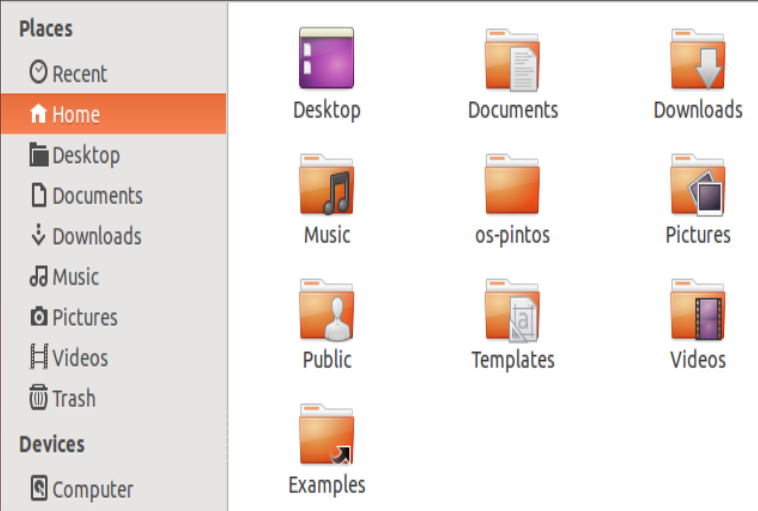 Places
Recent
Home
Desktop
Documents
Downloads
Music
Pictures
Videos
Trash
Devices
Computer
Desktop Documents Downloads
Music os-pintos Pictures
Public Templates Videos
Examples